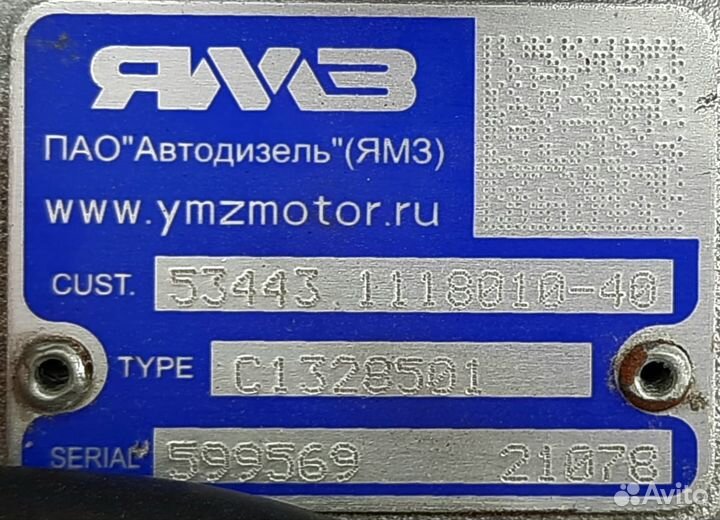 ЯМЗ
ПАО"Автодизель"(ЯМЗ)
www.ymzmotor.ru
CUST. 53443.1118010-40
TYPE C1328501
SERIAL 599569 21078
Avito